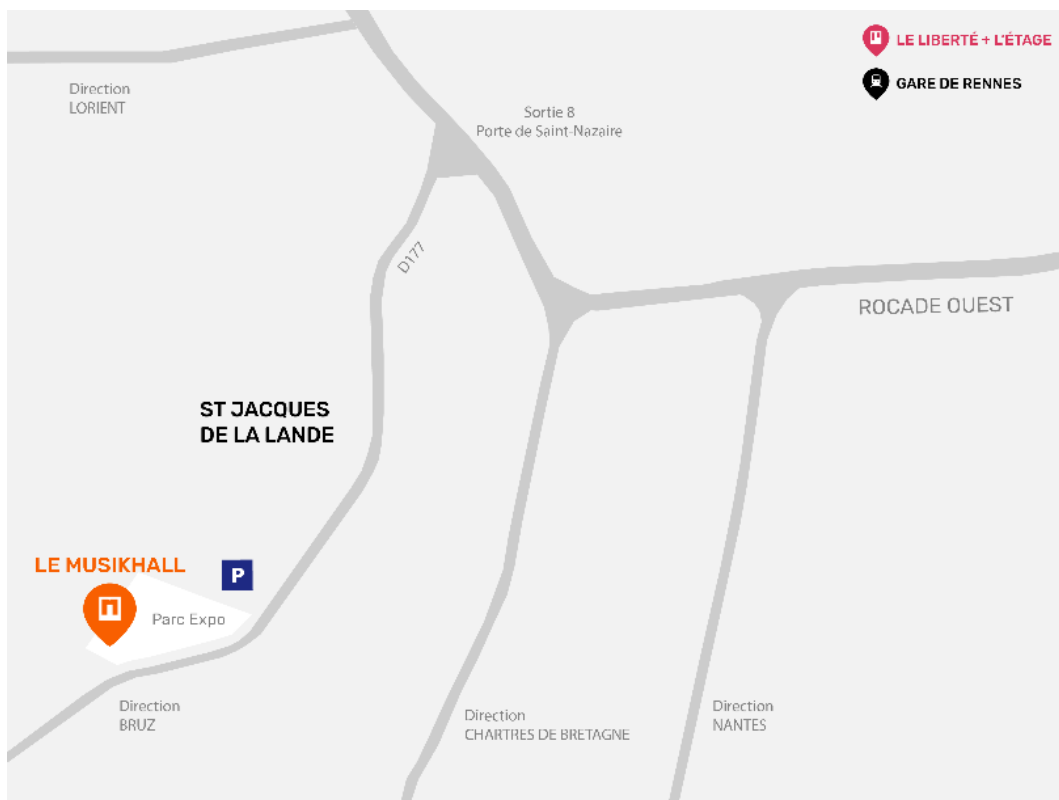 LE LIBERTÉ + L'ÉTAGE
GARE DE RENNES
Direction
LORIENT
Sortie 8
Porte de Saint-Nazaire
D177
ROCADE OUEST
ST JACQUES
DE LA LANDE
LE MUSIKHALL
P
Parc Expo
Direction
BRUZ
Direction
CHARTRES DE BRETAGNE
Direction
NANTES